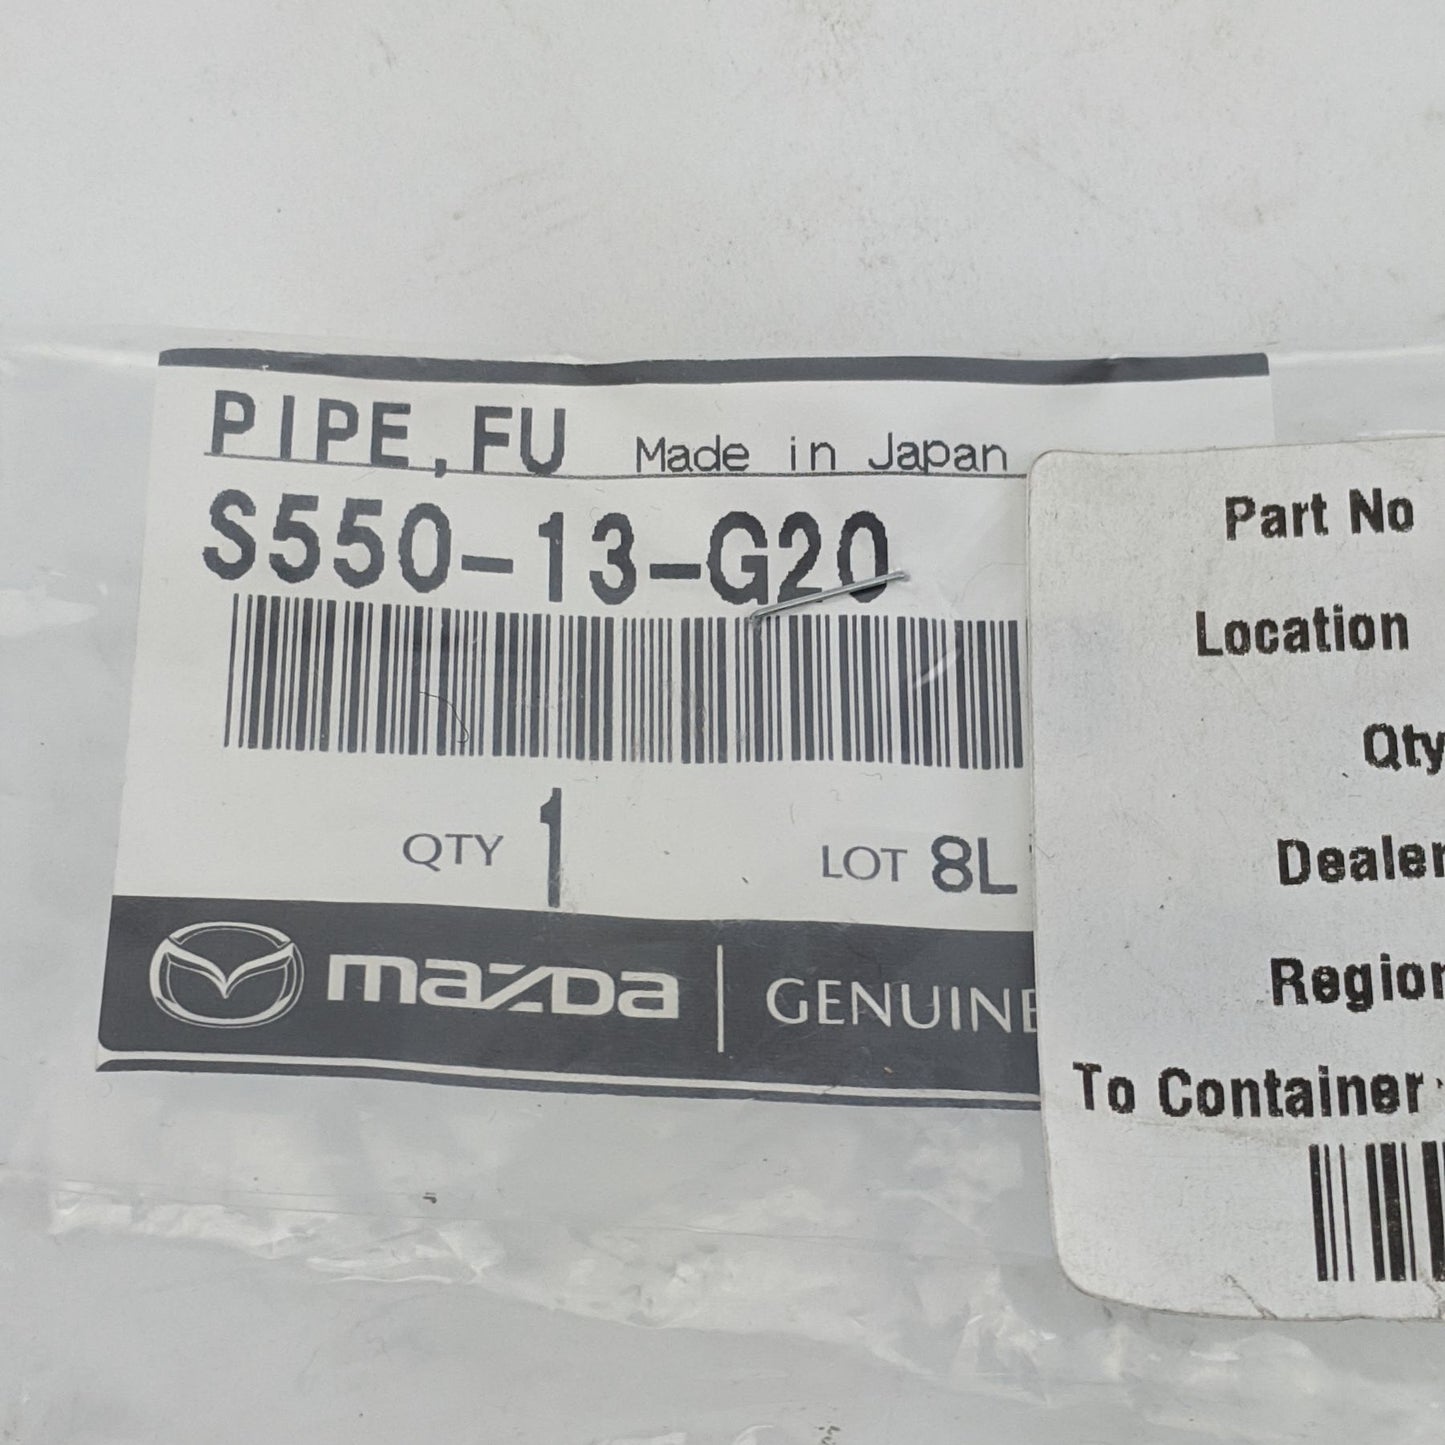 PIPE,FU Made in Japan
S550-13-G20
QTY 1 LOT 8L
mazda GENUINE
Part No
Location
Qty
Dealer
Region
To Container